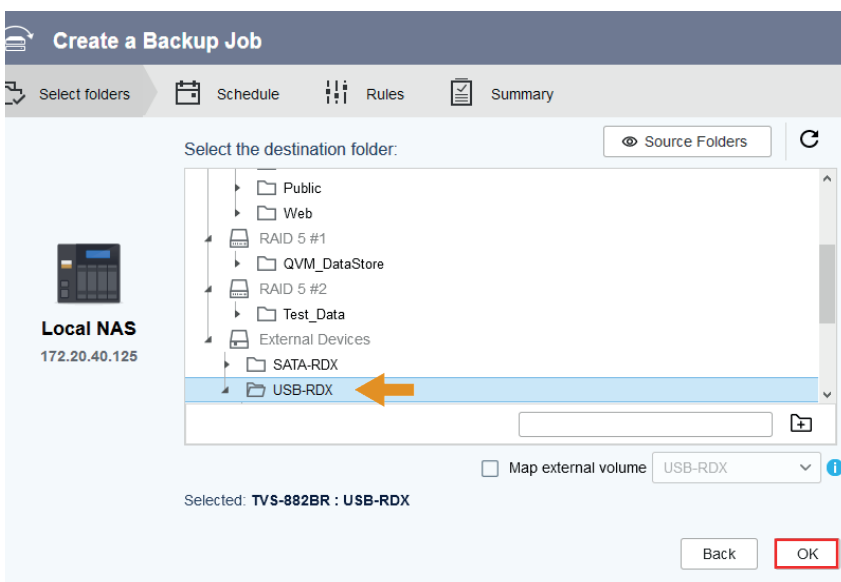 Create a Backup Job
Select folders
Schedule
Rules
Summary
Select the destination folder:
Source Folders
Public
Web
RAID 5 #1
QVM_DataStore
RAID 5 #2
Test_Data
External Devices
SATA-RDX
USB-RDX
Local NAS
172.20.40.125
Map external volume
USB-RDX
Selected: TVS-882BR : USB-RDX
Back
OK